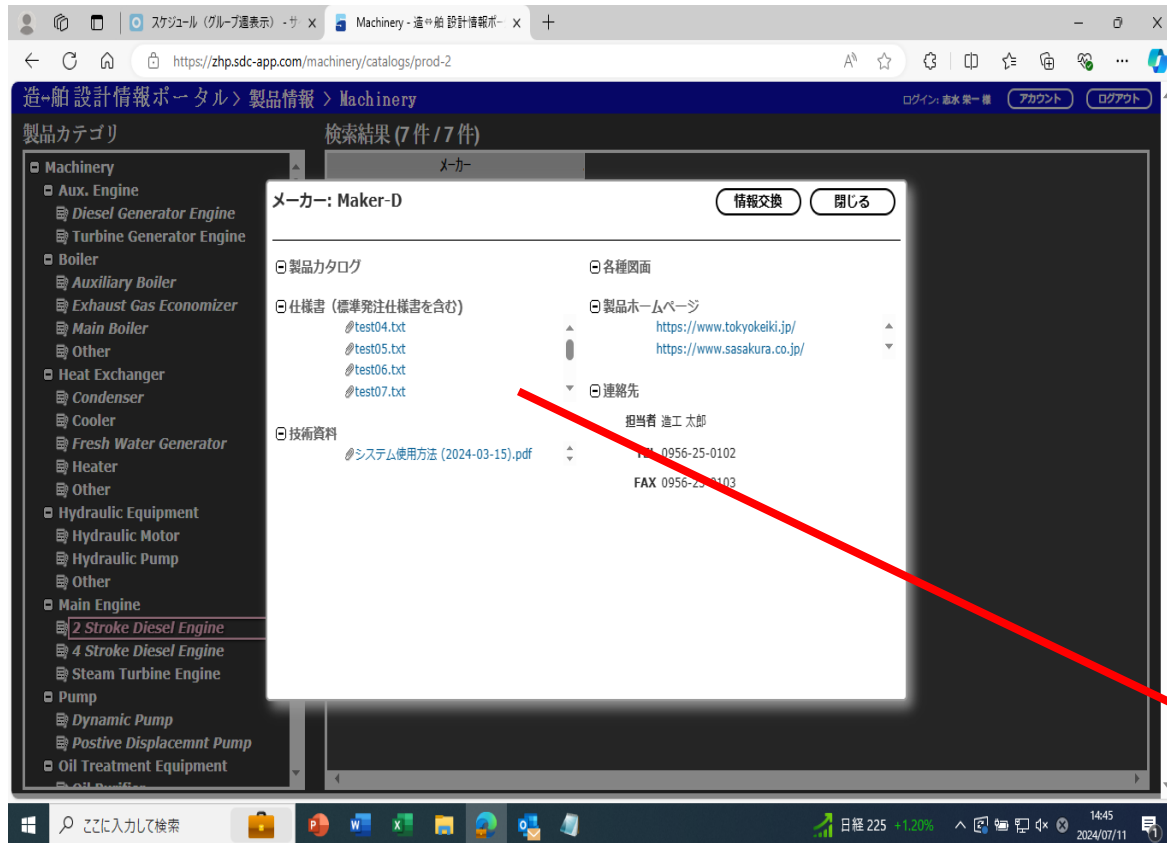 スケジュール（グループ週表示）- サ
Machinery - 造⇔舶 設計情報ポー
https://zhp.sdc-app.com/machinery/catalogs/prod-2
造⇔舶 設計情報ポータル > 製品情報 > Machinery
ログイン: 志水 栄一 様
アカウント
ログアウト
製品カテゴリ
検索結果 (7 件 / 7 件)
メーカー
Machinery
Aux. Engine
Diesel Generator Engine
Turbine Generator Engine
Boiler
Auxiliary Boiler
Exhaust Gas Economizer
Main Boiler
Other
Heat Exchanger
Condenser
Cooler
Fresh Water Generator
Heater
Other
Hydraulic Equipment
Hydraulic Motor
Hydraulic Pump
Other
Main Engine
2 Stroke Diesel Engine
4 Stroke Diesel Engine
Steam Turbine Engine
Pump
Dynamic Pump
Postive Displacemnt Pump
Oil Treatment Equipment
Oil Purifier
メーカー: Maker-D
情報交換
閉じる
製品カタログ
仕様書（標準発注仕様書を含む)
test04.txt
test05.txt
test06.txt
test07.txt
技術資料
システム使用方法 (2024-03-15).pdf
各種図面
製品ホームページ
https://www.tokyokeiki.jp/
https://www.sasakura.co.jp/
連絡先
担当者 造工 太郎
TEL 0956-25-0102
FAX 0956-25-0103
ここに入力して検索
日経 225 +1.20%
14:45
2024/07/11
1